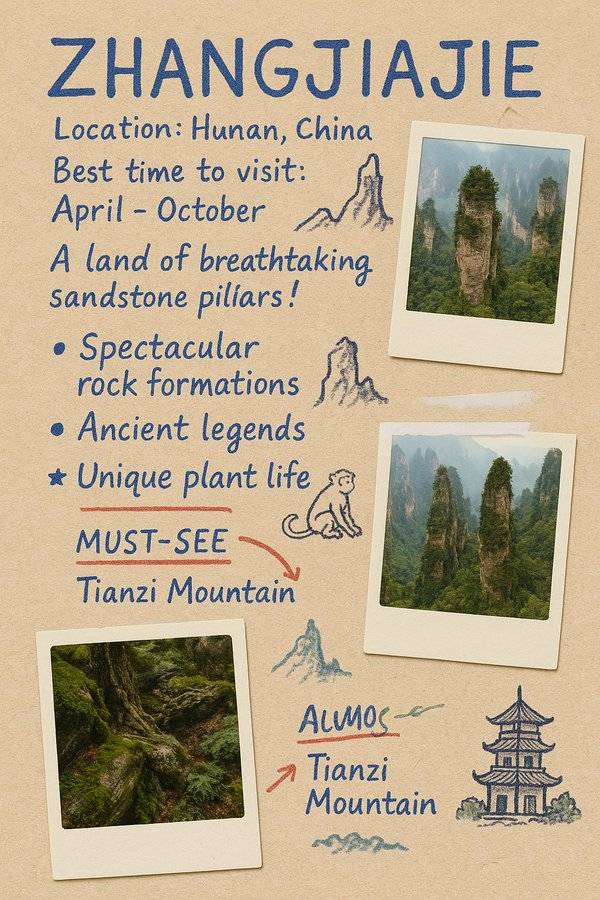 ZHANGJIAJIE
Location: Hunan, China
Best time to visit:
April – October
A land of breathtaking
sandstone pillars!
• Spectacular
rock formations
• Ancient legends
★ Unique plant life
MUST-SEE
Tianzi Mountain
Tianzi
Mountain